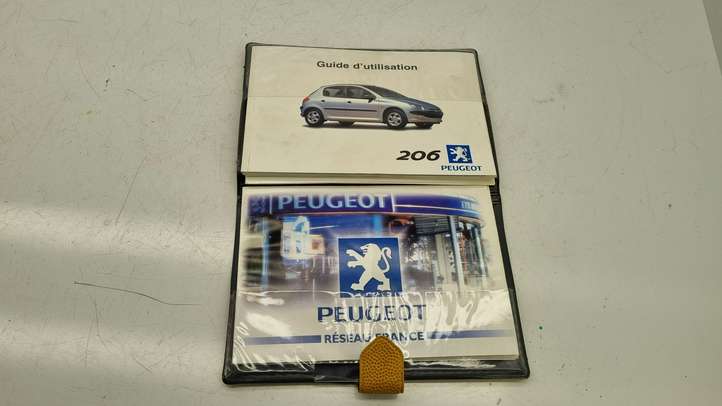 Guide d'utilisation
206
PEUGEOT
PEUGEOT
PEUGEOT
RÉSEAU FRANCE